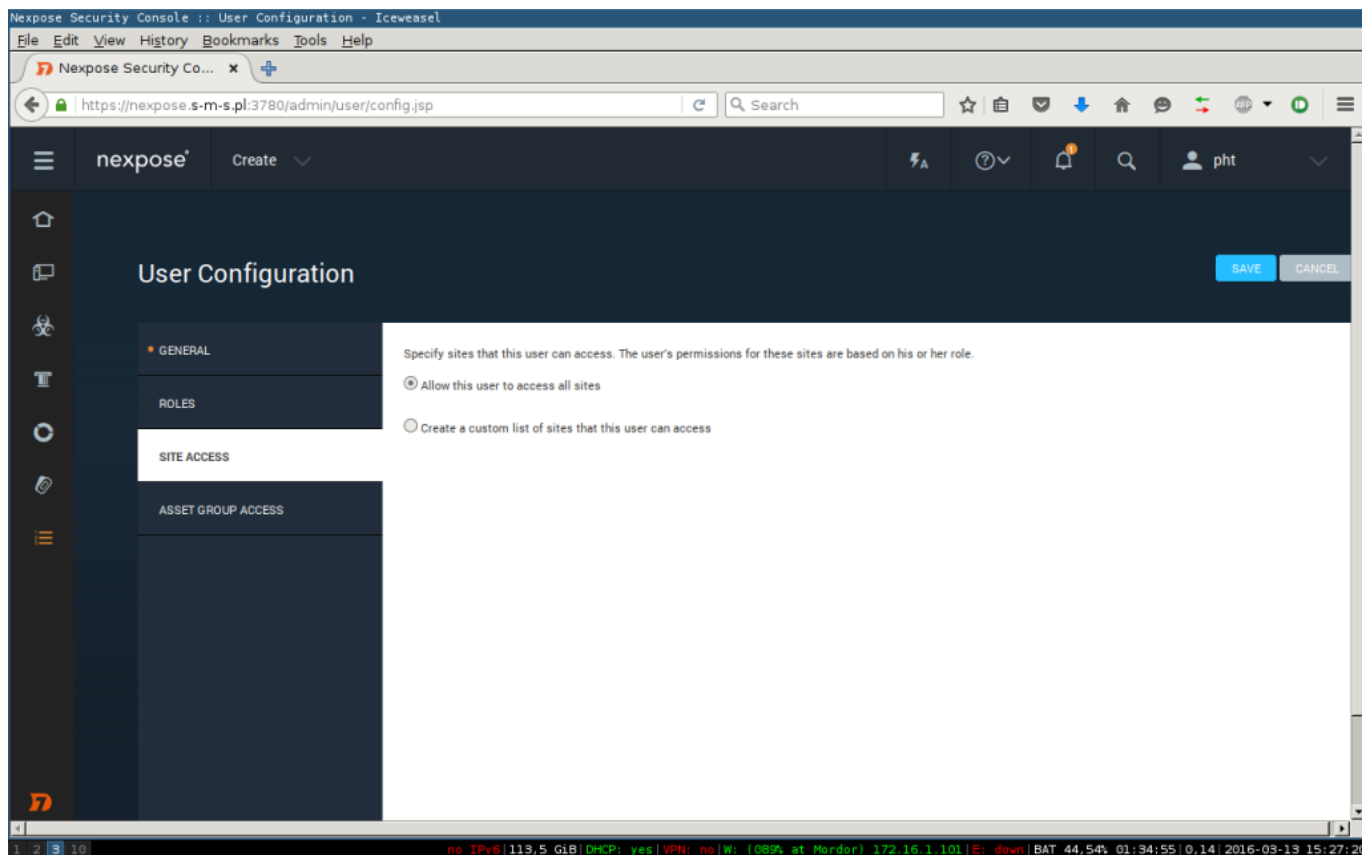 Nexpose Security Console :: User Configuration - Iceweasel
File Edit View History Bookmarks Tools Help
Nexpose Security Co...
https://nexpose.s-m-s.pl:3780/admin/user/config.jsp Search ABP
nexpose Create A 1 pht
User Configuration SAVE CANCEL
GENERAL
ROLES
SITE ACCESS
ASSET GROUP ACCESS
Specify sites that this user can access. The user's permissions for these sites are based on his or her role.
Allow this user to access all sites
Create a custom list of sites that this user can access
1 2 3 10 no IPv6|113,5 GiB|DHCP: yes|VPN: no|W: (089% at Mordor) 172.16.1.101|E: down|BAT 44,54% 01:34:55|0,14|2016-03-13 15:27:20